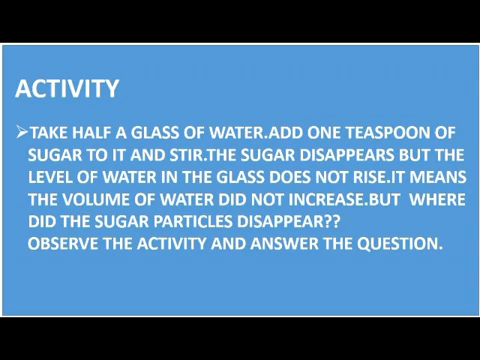 ACTIVITY
➢TAKE HALF A GLASS OF WATER.ADD ONE TEASPOON OF
SUGAR TO IT AND STIR.THE SUGAR DISAPPEARS BUT THE
LEVEL OF WATER IN THE GLASS DOES NOT RISE.IT MEANS
THE VOLUME OF WATER DID NOT INCREASE.BUT WHERE
DID THE SUGAR PARTICLES DISAPPEAR??
OBSERVE THE ACTIVITY AND ANSWER THE QUESTION.